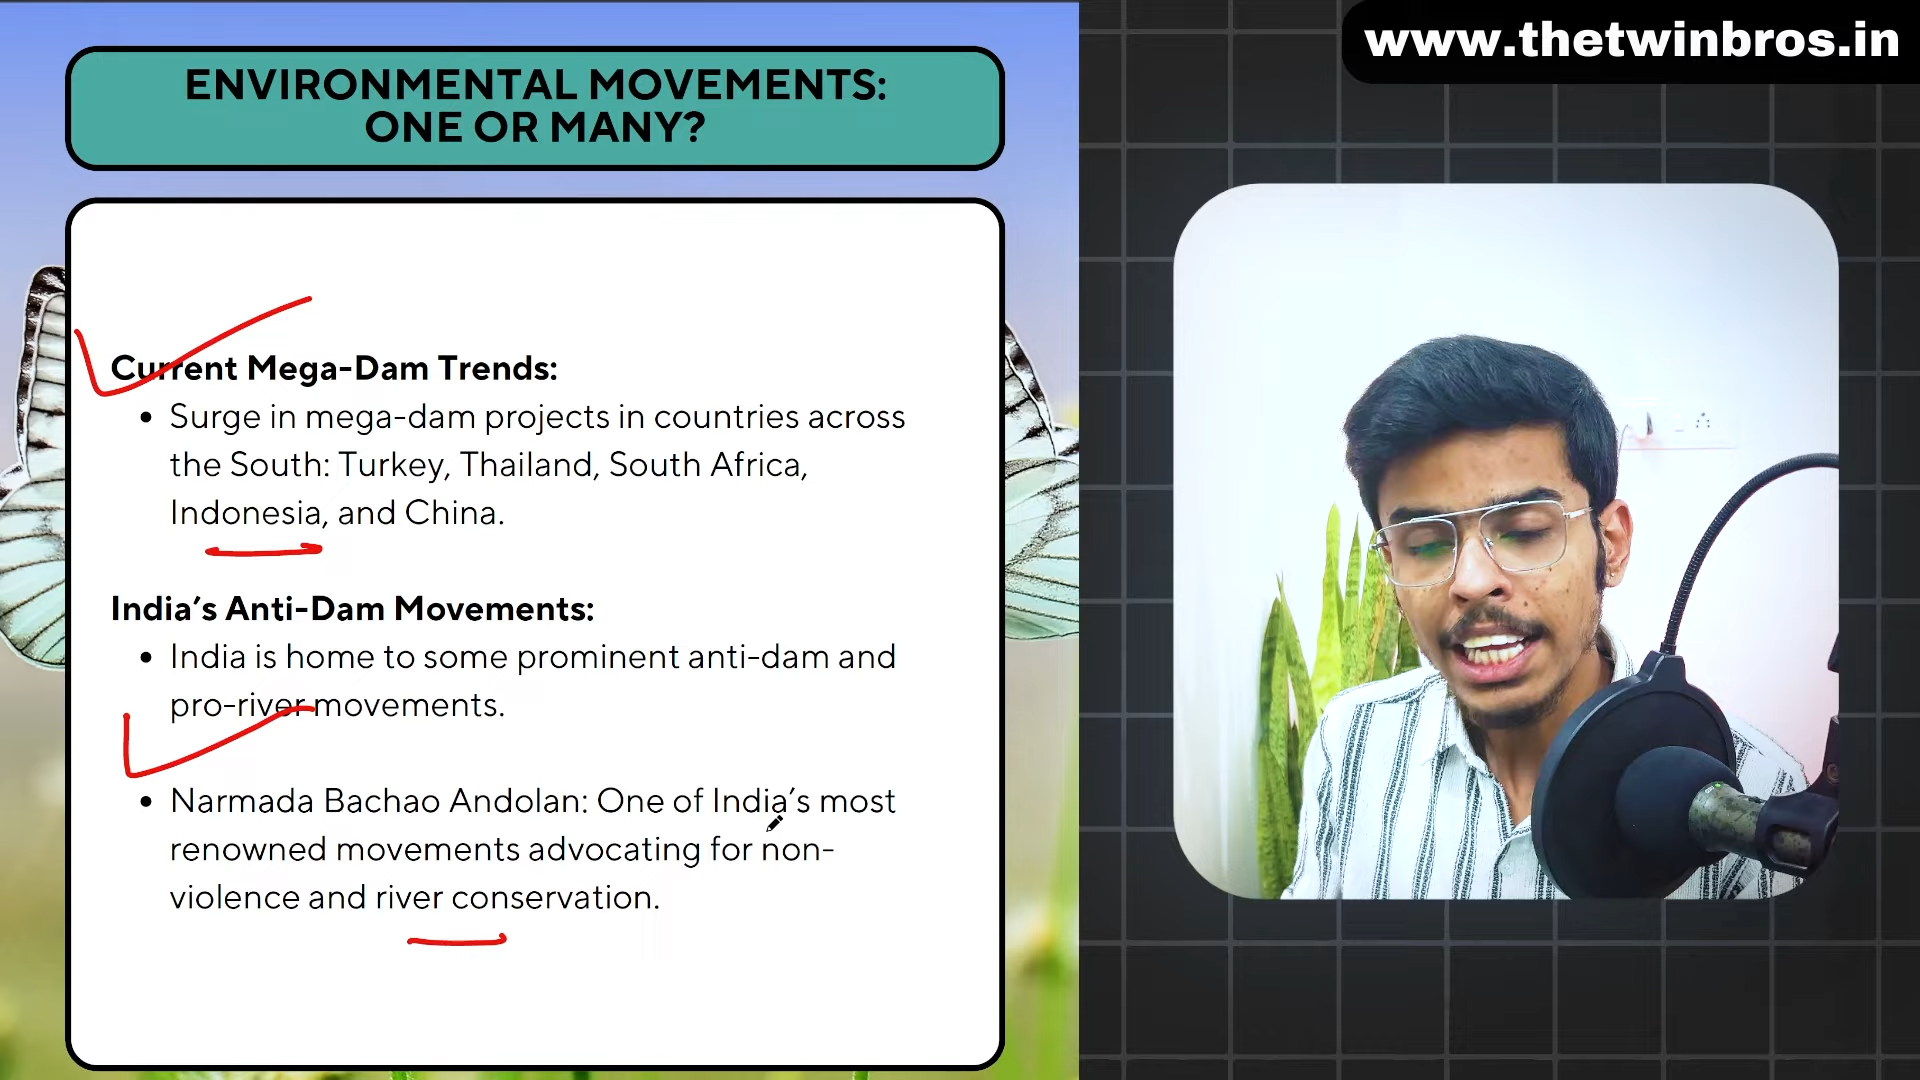 www.thetwinbros.in
ENVIRONMENTAL MOVEMENTS:
ONE OR MANY?
Current Mega-Dam Trends:
• Surge in mega-dam projects in countries across
the South: Turkey, Thailand, South Africa,
Indonesia, and China.
India's Anti-Dam Movements:
• India is home to some prominent anti-dam and
pro-river movements.
• Narmada Bachao Andolan: One of India's most
renowned movements advocating for non-
violence and river conservation.